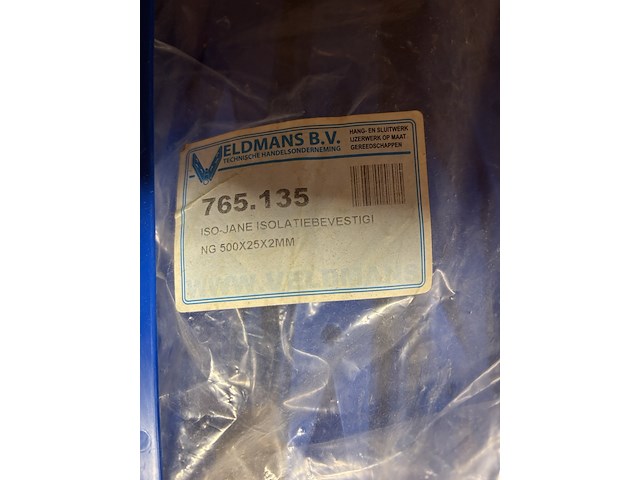 VELDMANS B.V.
TECHNISCHE HANDELSONDERNEMING
HANG- EN SLUITWERK
IJZERWERK OP MAAT
GEREEDSCHAPPEN
765.135
ISO-JANE ISOLATIEBEVESTIGI
NG 500X25X2MM